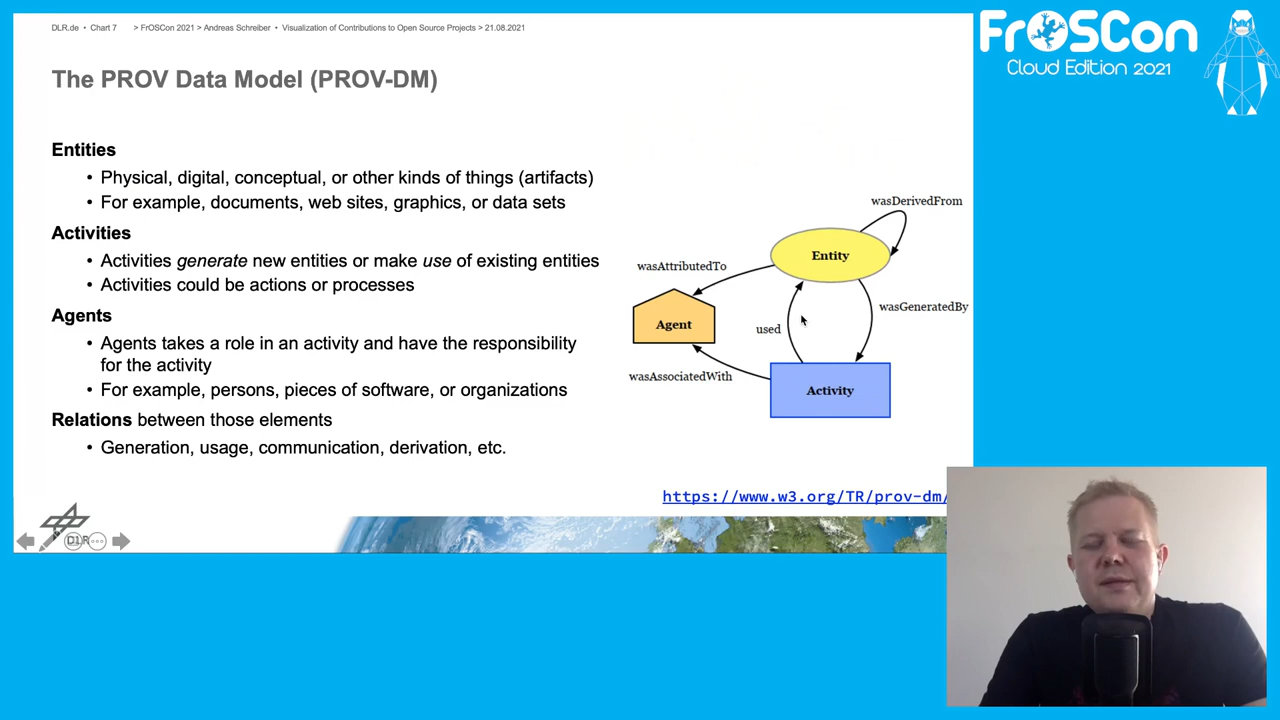 DLR.de • Chart 7 > FrOSCon 2021 > Andreas Schreiber • Visualization of Contributions to Open Source Projects > 21.08.2021
FrOSCon
Cloud Edition 2021
The PROV Data Model (PROV-DM)
Entities
• Physical, digital, conceptual, or other kinds of things (artifacts)
• For example, documents, web sites, graphics, or data sets
Activities
• Activities generate new entities or make use of existing entities
• Activities could be actions or processes
Agents
• Agents takes a role in an activity and have the responsibility
for the activity
• For example, persons, pieces of software, or organizations
Relations between those elements
• Generation, usage, communication, derivation, etc.
wasDerivedFrom
Entity
wasAttributedTo
wasGeneratedBy
Agent
used
wasAssociatedWith
Activity
https://www.w3.org/TR/prov-dm/
DLR